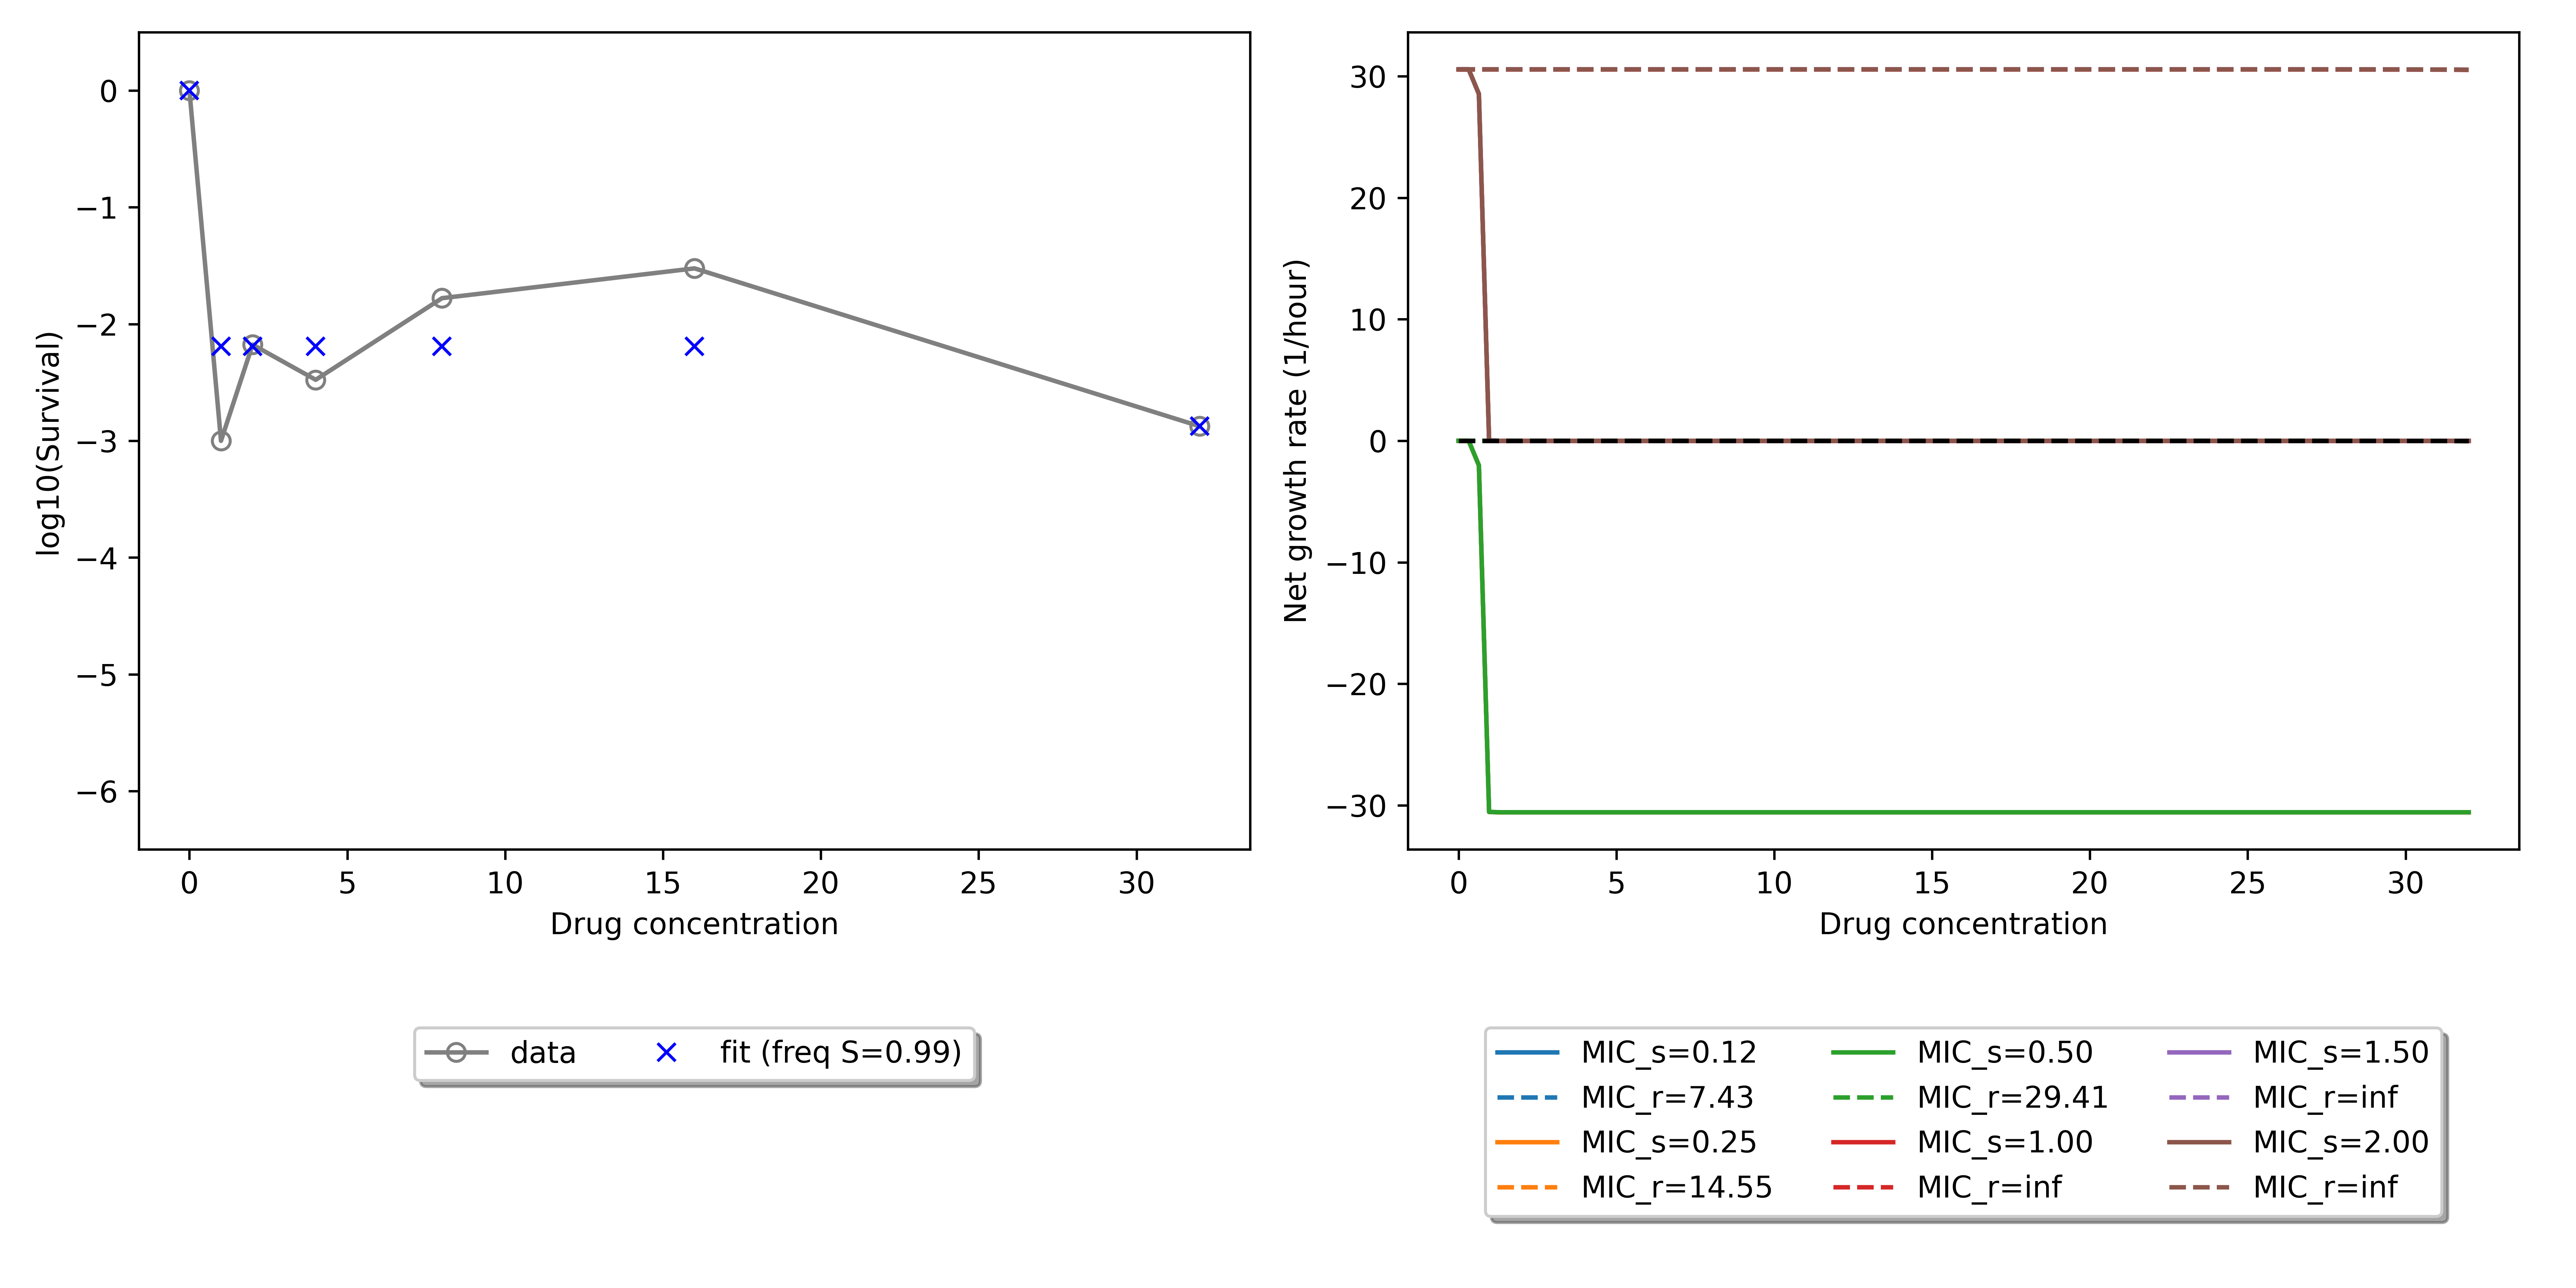 0
−1
−2
−3
−4
−5
−6
log10(Survival)
0 5 10 15 20 25 30
Drug concentration
data fit (freq S=0.99)
30
20
10
0
−10
−20
−30
Net growth rate (1/hour)
0 5 10 15 20 25 30
Drug concentration
MIC_s=0.12 MIC_s=0.50 MIC_s=1.50
MIC_r=7.43 MIC_r=29.41 MIC_r=inf
MIC_s=0.25 MIC_s=1.00 MIC_s=2.00
MIC_r=14.55 MIC_r=inf MIC_r=inf